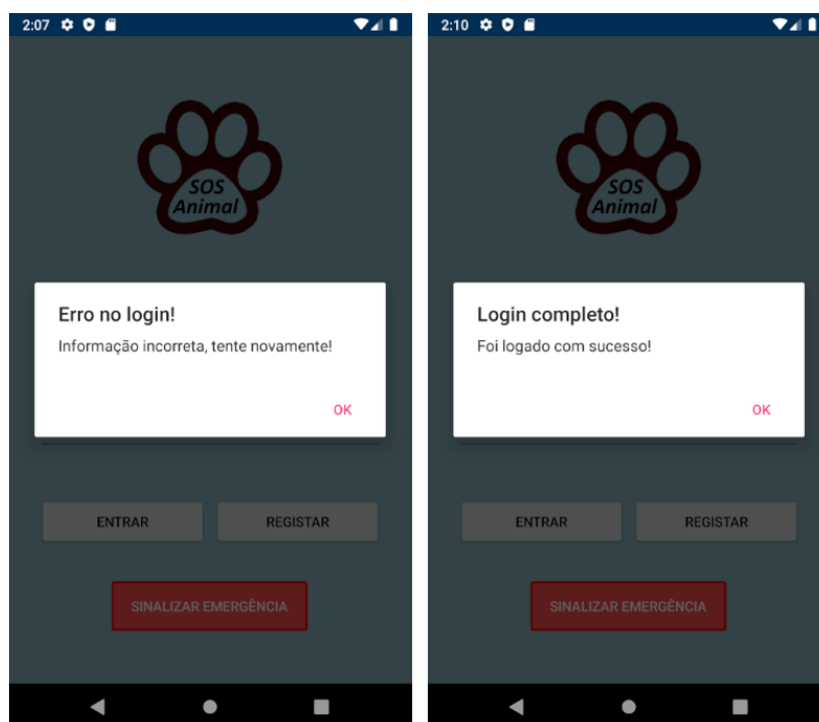 2:07
SOS
Animal
Erro no login!
Informação incorreta, tente novamente!
OK
ENTRAR REGISTAR
SINALIZAR EMERGÊNCIA
2:10
SOS
Animal
Login completo!
Foi logado com sucesso!
OK
ENTRAR REGISTAR
SINALIZAR EMERGÊNCIA